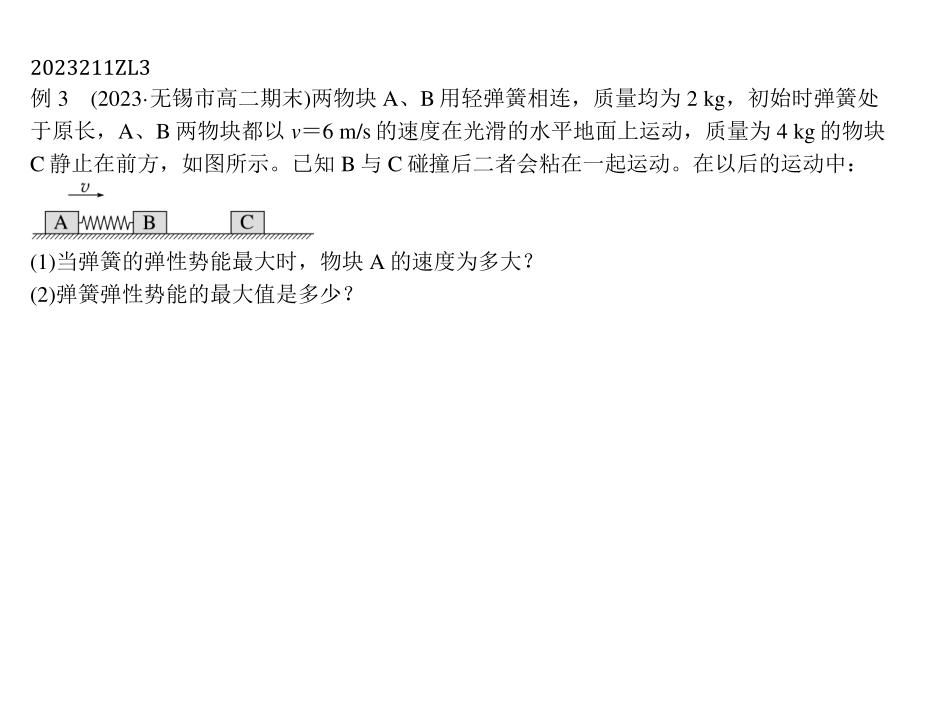 2023211ZL3
例 3　(2023·无锡市高二期末)两物块 A、B 用轻弹簧相连，质量均为 2 kg，初始时弹簧处
于原长，A、B 两物块都以 v＝6 m/s 的速度在光滑的水平地面上运动，质量为 4 kg 的物块
C 静止在前方，如图所示。已知 B 与 C 碰撞后二者会粘在一起运动。在以后的运动中：
v
A B C
(1)当弹簧的弹性势能最大时，物块 A 的速度为多大？
(2)弹簧弹性势能的最大值是多少？